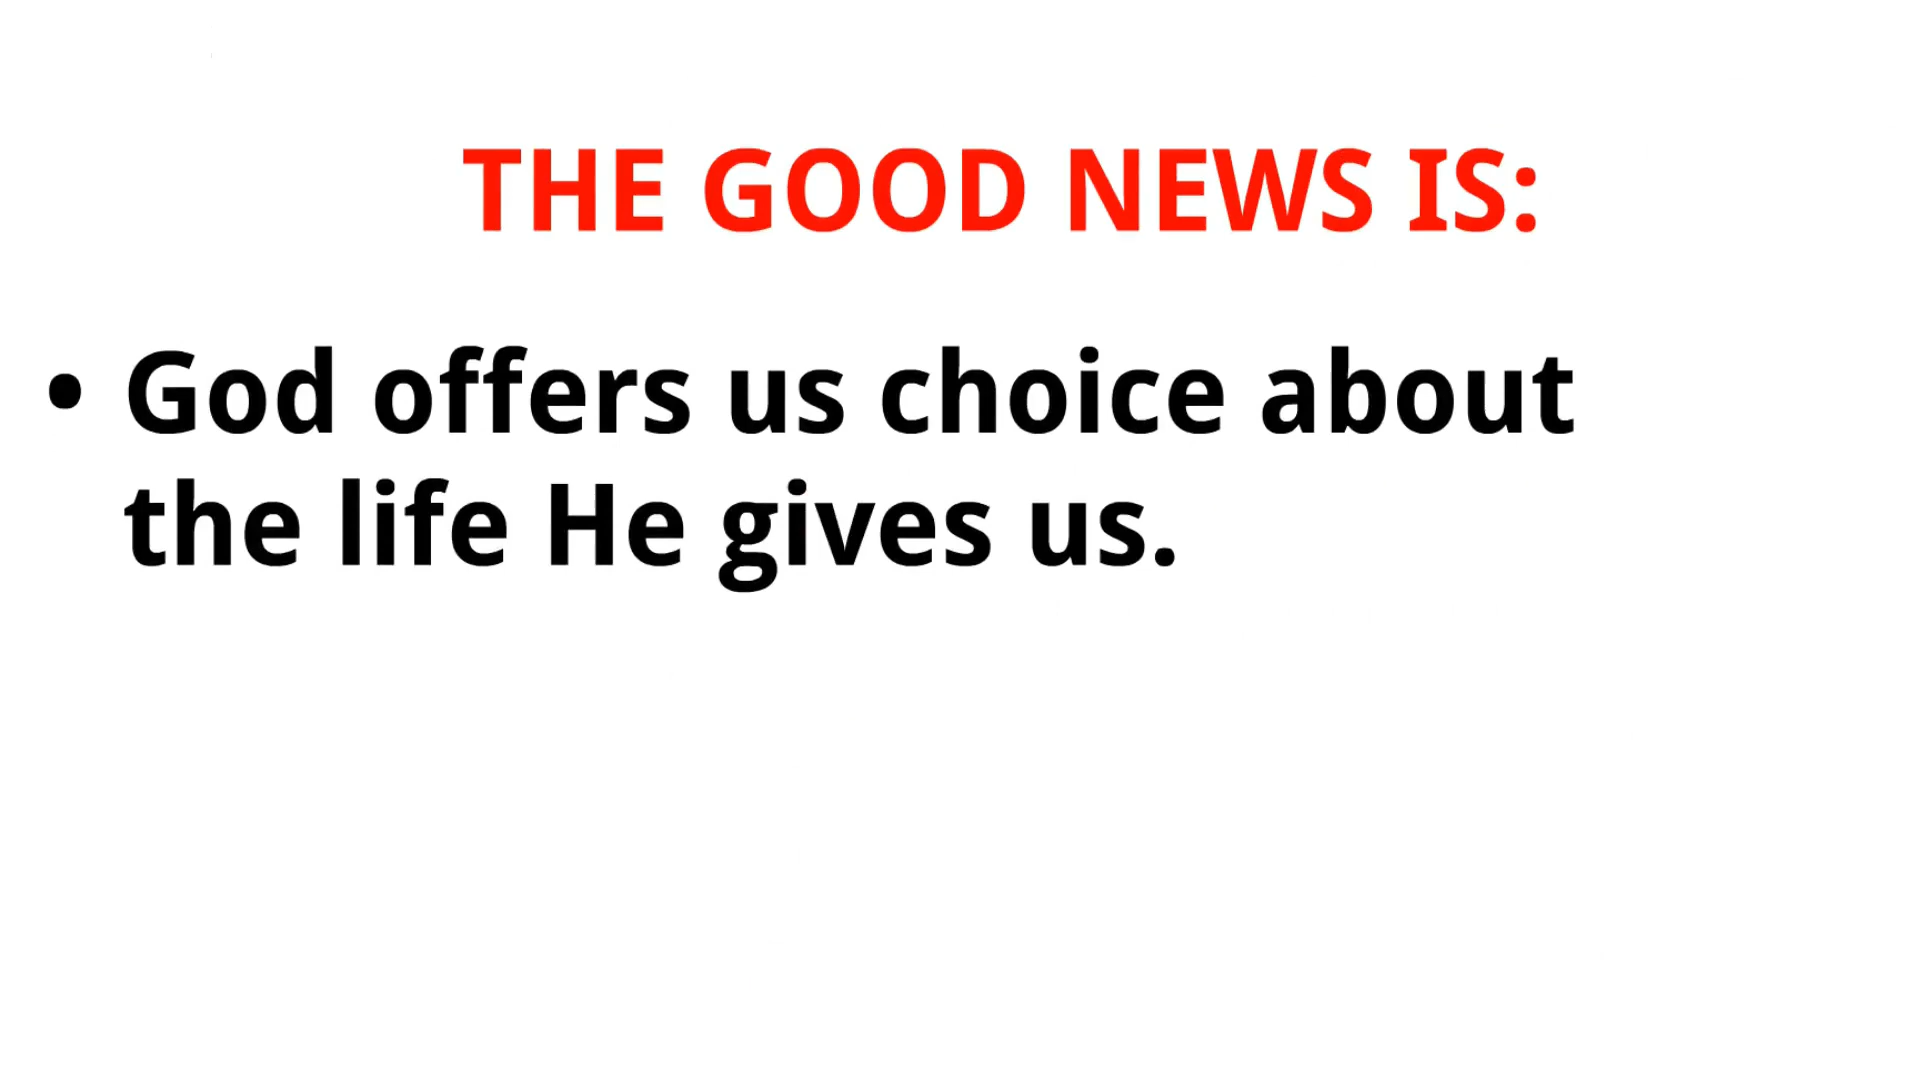 THE GOOD NEWS IS:
• God offers us choice about
the life He gives us.